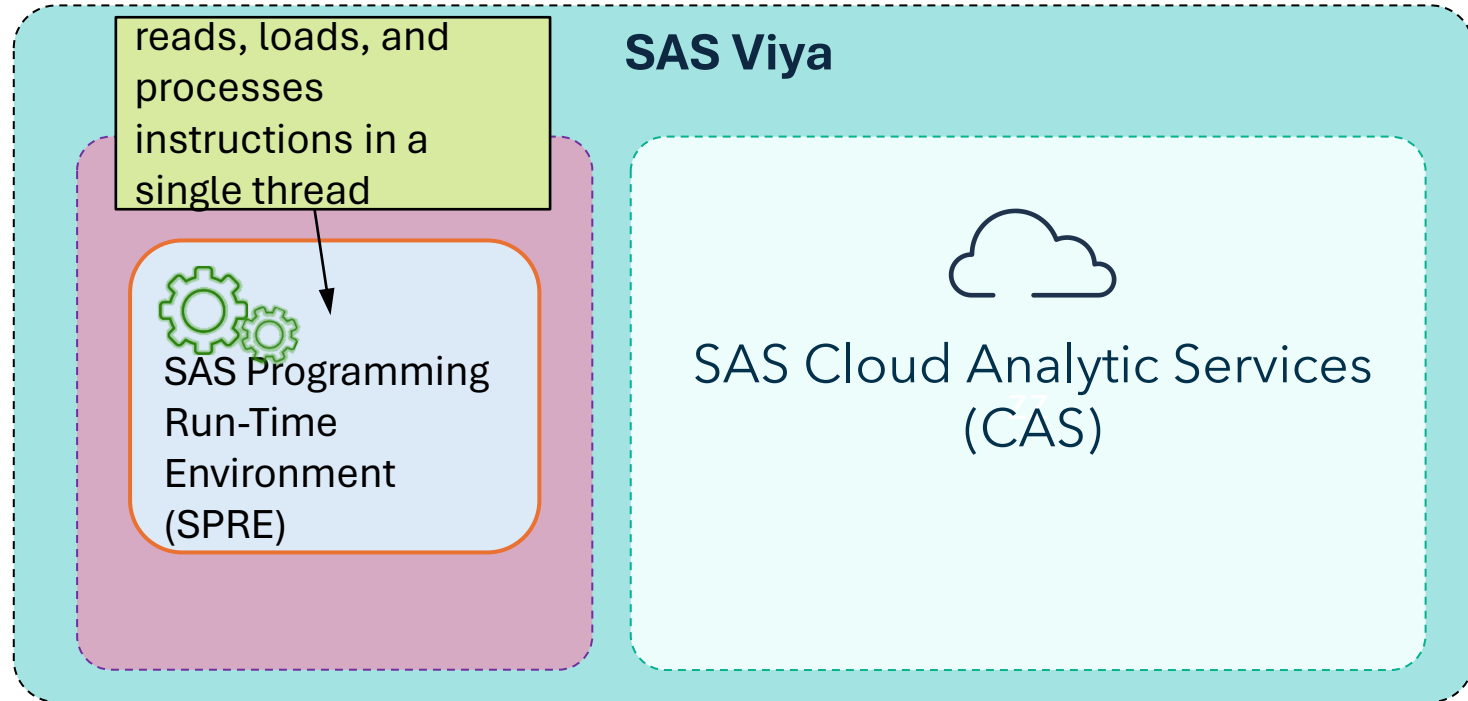 reads, loads, and
processes
instructions in a
single thread
SAS Viya
SAS Programming
Run-Time
Environment
(SPRE)
SAS Cloud Analytic Services
(CAS)